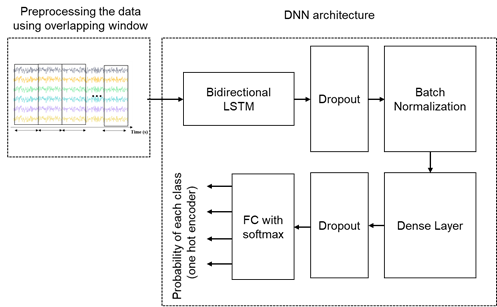 Preprocessing the data
using overlapping window
Time (s)
DNN architecture
Bidirectional
LSTM
Dropout
Batch
Normalization
Dense Layer
Dropout
FC with
softmax
Probability of each class
(one hot encoder)